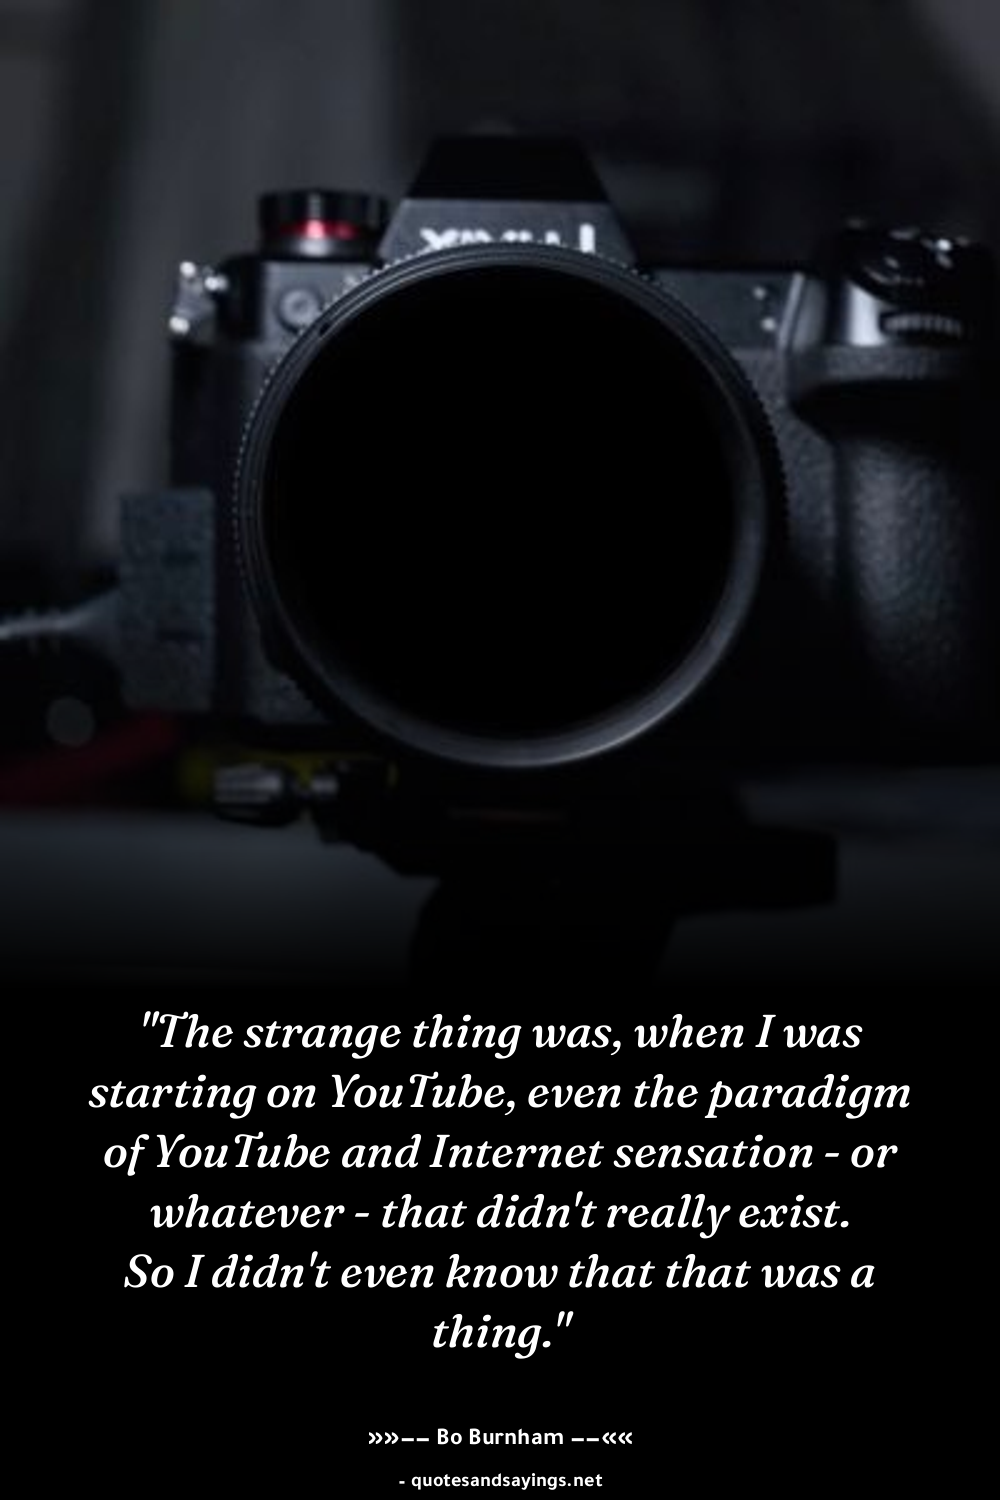 "The strange thing was, when I was
starting on YouTube, even the paradigm
of YouTube and Internet sensation - or
whatever - that didn't really exist.
So I didn't even know that that was a
thing."
»»-- Bo Burnham --««
- quotesandsayings.net